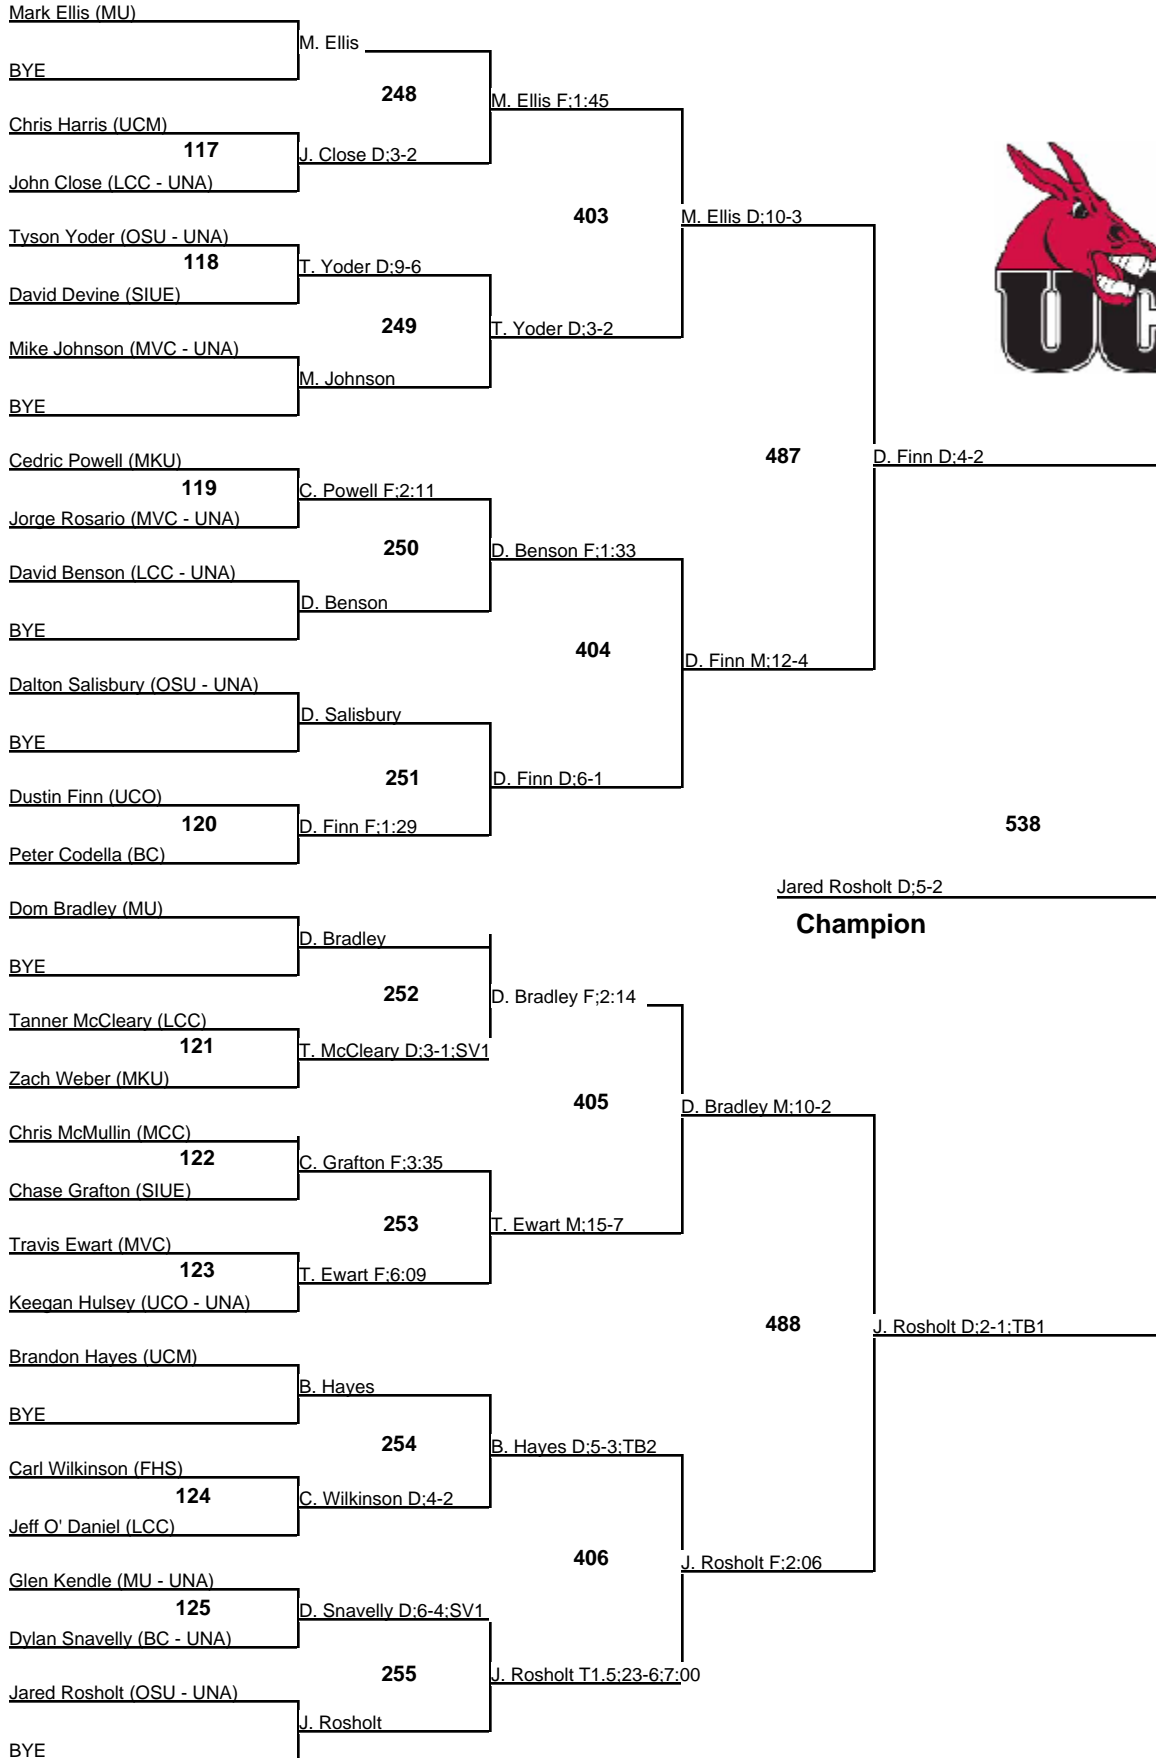 Mark Ellis (MU)
M. Ellis
BYE
248
M. Ellis F;1:45
Chris Harris (UCM)
117
J. Close D;3-2
John Close (LCC - UNA)
403
M. Ellis D;10-3
Tyson Yoder (OSU - UNA)
118
T. Yoder D;9-6
David Devine (SIUE)
249
T. Yoder D;3-2
Mike Johnson (MVC - UNA)
M. Johnson
BYE
UC
487
D. Finn D;4-2
Cedric Powell (MKU)
119
C. Powell F;2:11
Jorge Rosario (MVC - UNA)
250
D. Benson F;1:33
David Benson (LCC - UNA)
D. Benson
BYE
404
D. Finn M;12-4
Dalton Salisbury (OSU - UNA)
D. Salisbury
BYE
251
D. Finn D;6-1
Dustin Finn (UCO)
120
D. Finn F;1:29
Peter Codella (BC)
538
Jared Rosholt D;5-2
Champion
Dom Bradley (MU)
D. Bradley
BYE
252
D. Bradley F;2:14
Tanner McCleary (LCC)
121
T. McCleary D;3-1;SV1
Zach Weber (MKU)
405
D. Bradley M;10-2
Chris McMullin (MCC)
122
C. Grafton F;3:35
Chase Grafton (SIUE)
253
T. Ewart M;15-7
Travis Ewart (MVC)
123
T. Ewart F;6:09
Keegan Hulsey (UCO - UNA)
488
J. Rosholt D;2-1;TB1
Brandon Hayes (UCM)
B. Hayes
BYE
254
B. Hayes D;5-3;TB2
Carl Wilkinson (FHS)
124
C. Wilkinson D;4-2
Jeff O' Daniel (LCC)
406
J. Rosholt F;2:06
Glen Kendle (MU - UNA)
125
D. Snavelly D;6-4;SV1
Dylan Snavelly (BC - UNA)
255
J. Rosholt T1.5;23-6;7:00
Jared Rosholt (OSU - UNA)
J. Rosholt
BYE